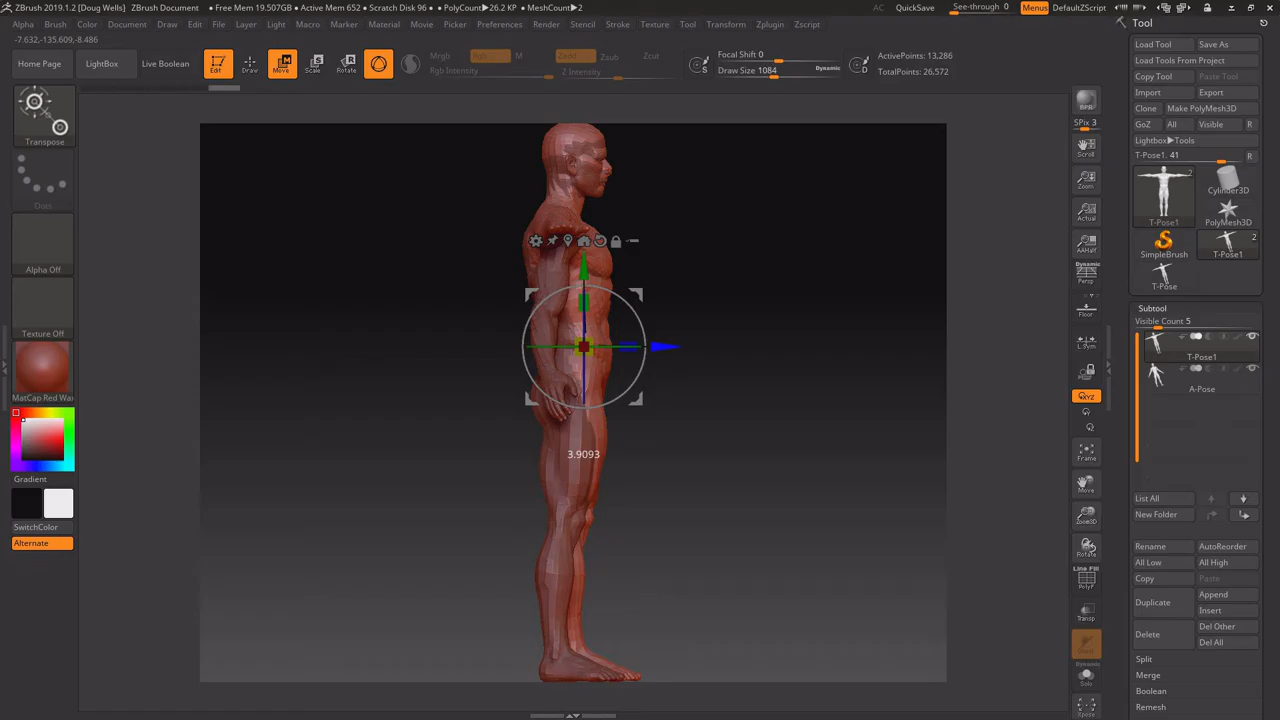 ZBrush 2019.1.2 [Doug Wells] ZBrush Document • Free Mem 19.507GB • Active Mem 652 • Scratch Disk 96 • PolyCount▶26.2 KP • MeshCount▶2
AC QuickSave See-through 0 Menus DefaultZScript
Alpha Brush Color Document Draw Edit File Layer Light Macro Marker Material Movie Picker Preferences Render Stencil Stroke Texture Tool Transform Zplugin Zscript
-7.632,-135.609,-8.486
Home Page LightBox Live Boolean Edit Draw Move Scale Rotate
Mrgb Rgb M
Rgb Intensity
Zadd Zsub Zcut
Z Intensity
S
Focal Shift 0
Draw Size 1084 Dynamic
D
ActivePoints: 13,286
TotalPoints: 26,572
Transpose
Dots
Alpha Off
Texture Off
MatCap Red Wax
Gradient
SwitchColor
Alternate
3.9093
BPR
SPix 3
Scroll
Zoom
Actual
AAHalf
Dynamic
Persp
Floor
L.Sym
XYZ
Frame
Move
Zoom3D
Rotate
Line Fill
PolyF
Transp
Ghost
Dynamic
Solo
Xpose
Tool
Load Tool Save As
Load Tools From Project
Copy Tool Paste Tool
Import Export
Clone Make PolyMesh3D
GoZ All Visible R
Lightbox▶Tools
T-Pose1. 41 R
2
T-Pose1
Cylinder3D
PolyMesh3D
SimpleBrush
2
T-Pose1
T-Pose
Subtool
Visible Count 5
T-Pose1
A-Pose
List All
New Folder
Rename AutoReorder
All Low All High
Copy Paste
Duplicate Append
Insert
Delete Del Other
Del All
Split
Merge
Boolean
Remesh